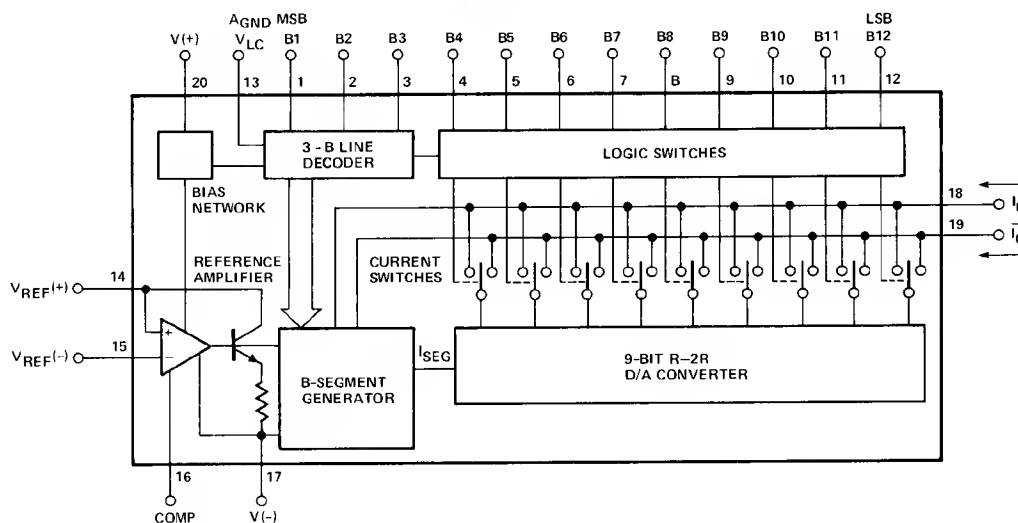 AGND MSB
LSB
V(+)
VLC
B1
B2
B3
B4
B5
B6
B7
B8
B9
B10
B11
B12
20
13
1
2
3
4
5
6
7
B
9
10
11
12
3 - B LINE
DECODER
LOGIC SWITCHES
BIAS
NETWORK
18
19
REFERENCE
AMPLIFIER
CURRENT
SWITCHES
14
VREF(+)
+
15
VREF(-)
−
B-SEGMENT
GENERATOR
ISEG
9-BIT R-2R
D/A CONVERTER
16
17
COMP
V(-)